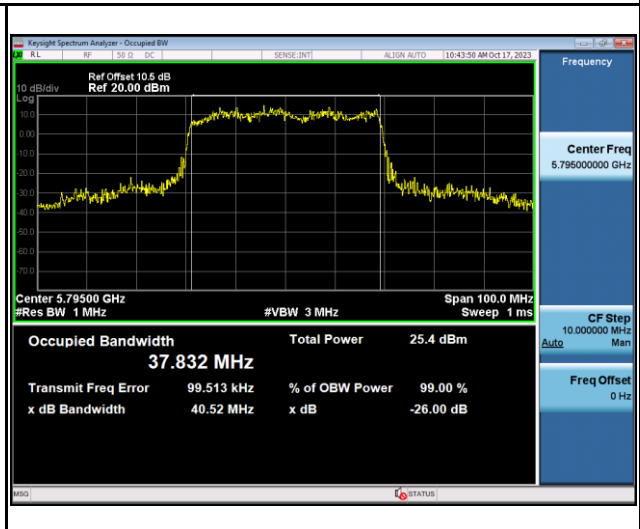 Keysight Spectrum Analyzer - Occupied BW
RL RF 50 Ω DC SENSE:INT ALIGN AUTO 10:43:50 AM Oct 17, 2023
Frequency
Ref Offset 10.5 dB
10 dB/div Ref 20.00 dBm
Log
10.0
0.00
-10.0
-20.0
-30.0
-40.0
-50.0
-60.0
-70.0
Center Freq
5.795000000 GHz
Center 5.79500 GHz Span 100.0 MHz
#Res BW 1 MHz #VBW 3 MHz Sweep 1 ms
CF Step
10.000000 MHz
Auto Man
Occupied Bandwidth Total Power 25.4 dBm
37.832 MHz
Transmit Freq Error 99.513 kHz % of OBW Power 99.00 %
x dB Bandwidth 40.52 MHz x dB -26.00 dB
Freq Offset
0 Hz
MSG STATUS